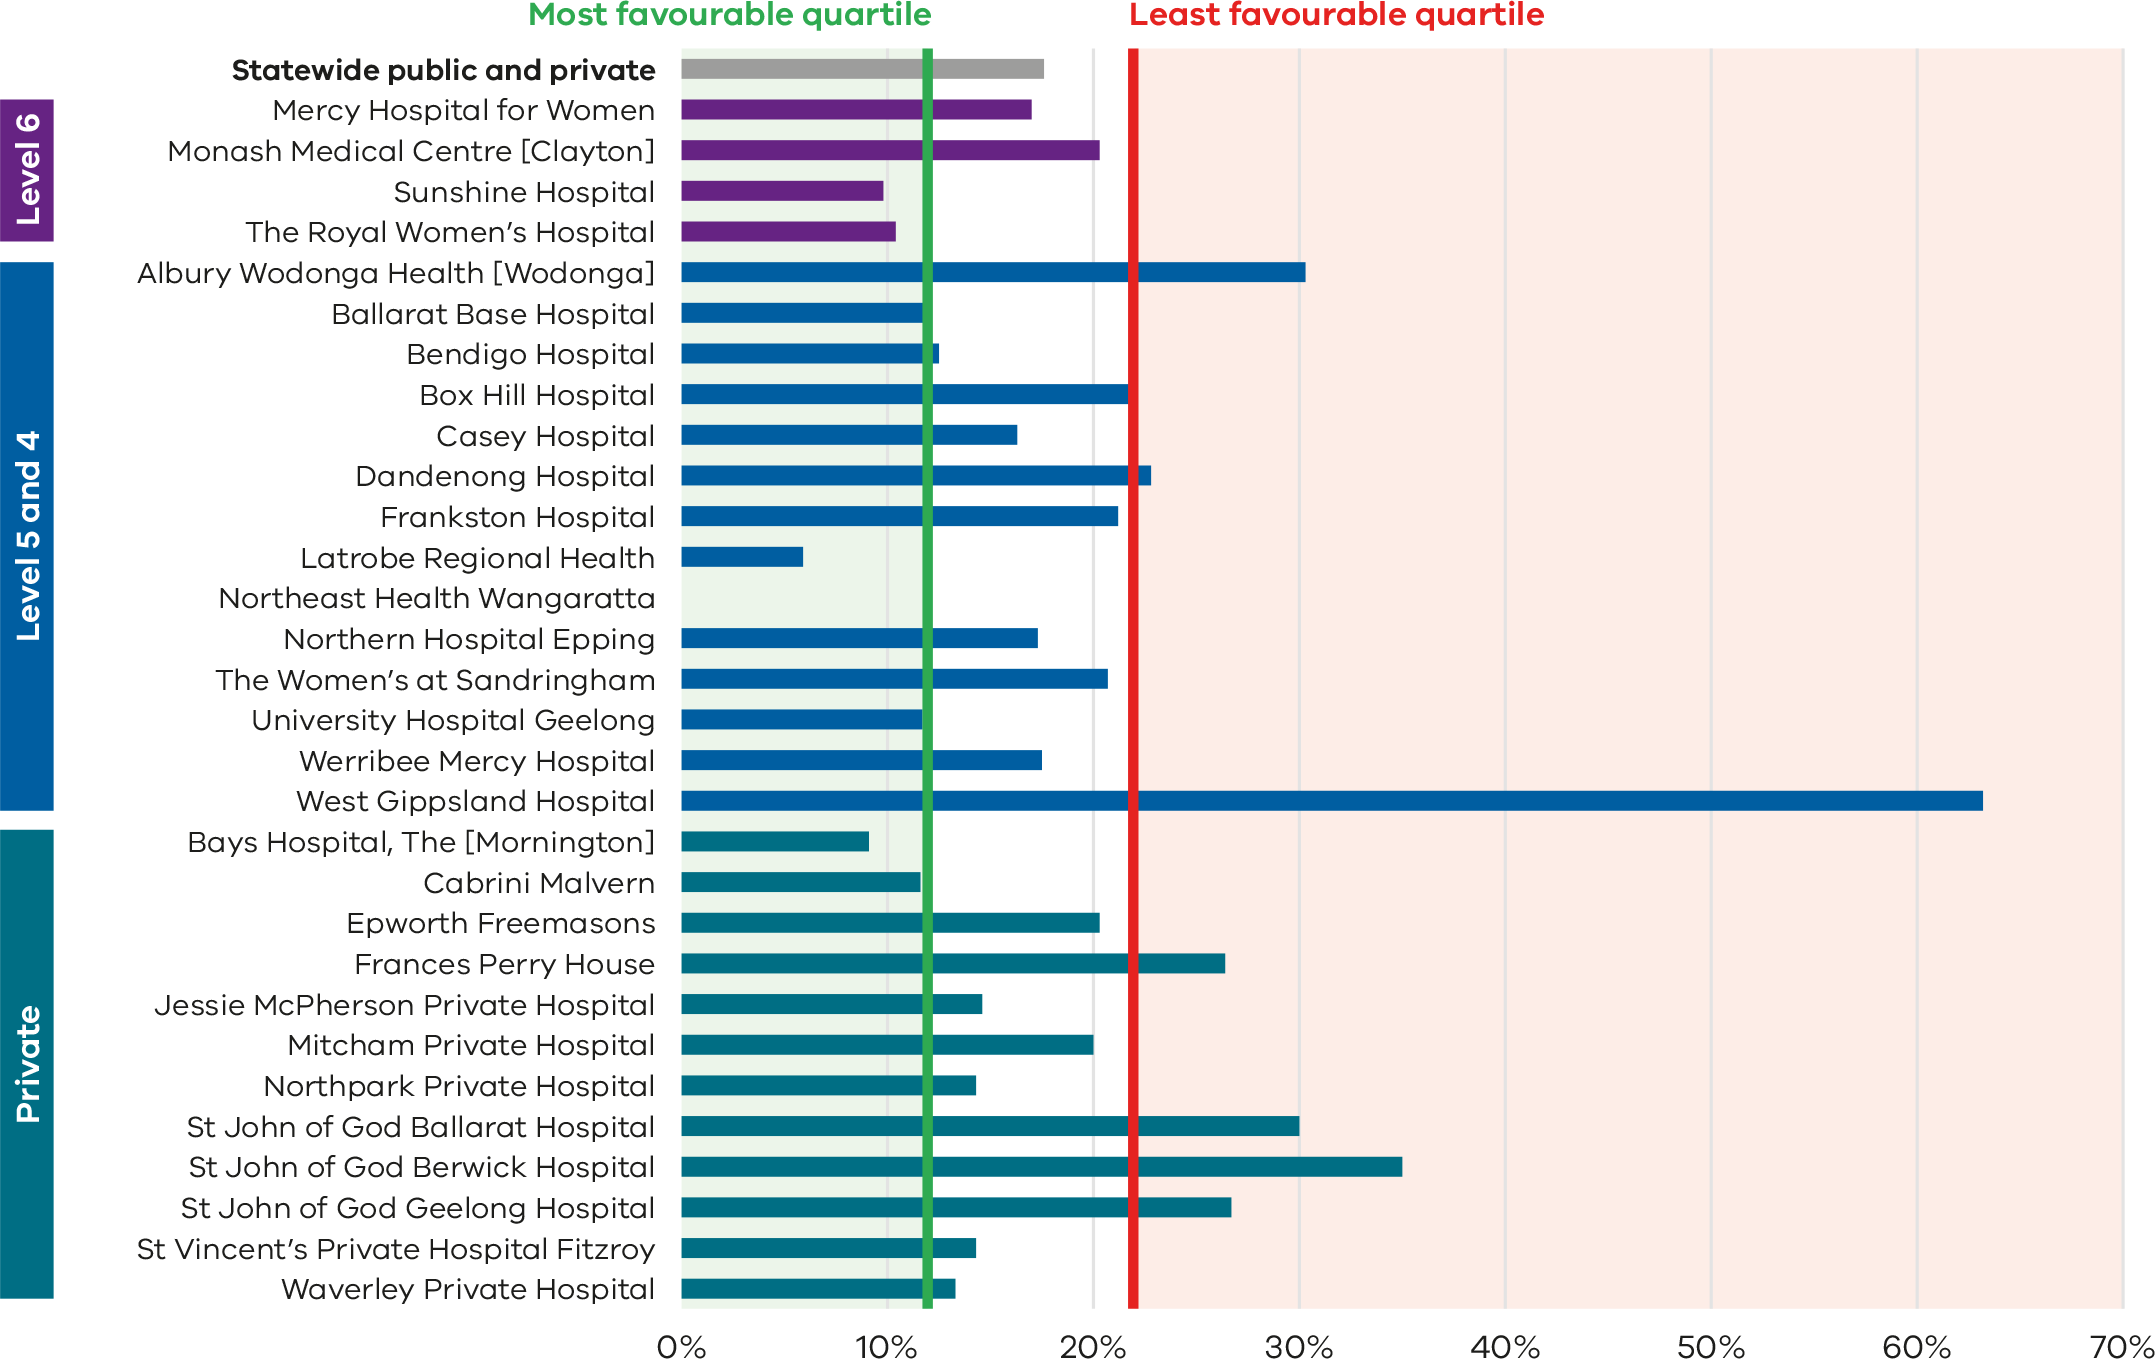 Most favourable quartile
Least favourable quartile
Statewide public and private
Level 6
Mercy Hospital for Women
Monash Medical Centre [Clayton]
Sunshine Hospital
The Royal Women’s Hospital
Level 5 and 4
Albury Wodonga Health [Wodonga]
Ballarat Base Hospital
Bendigo Hospital
Box Hill Hospital
Casey Hospital
Dandenong Hospital
Frankston Hospital
Latrobe Regional Health
Northeast Health Wangaratta
Northern Hospital Epping
The Women’s at Sandringham
University Hospital Geelong
Werribee Mercy Hospital
West Gippsland Hospital
Private
Bays Hospital, The [Mornington]
Cabrini Malvern
Epworth Freemasons
Frances Perry House
Jessie McPherson Private Hospital
Mitcham Private Hospital
Northpark Private Hospital
St John of God Ballarat Hospital
St John of God Berwick Hospital
St John of God Geelong Hospital
St Vincent’s Private Hospital Fitzroy
Waverley Private Hospital
0% 10% 20% 30% 40% 50% 60% 70%